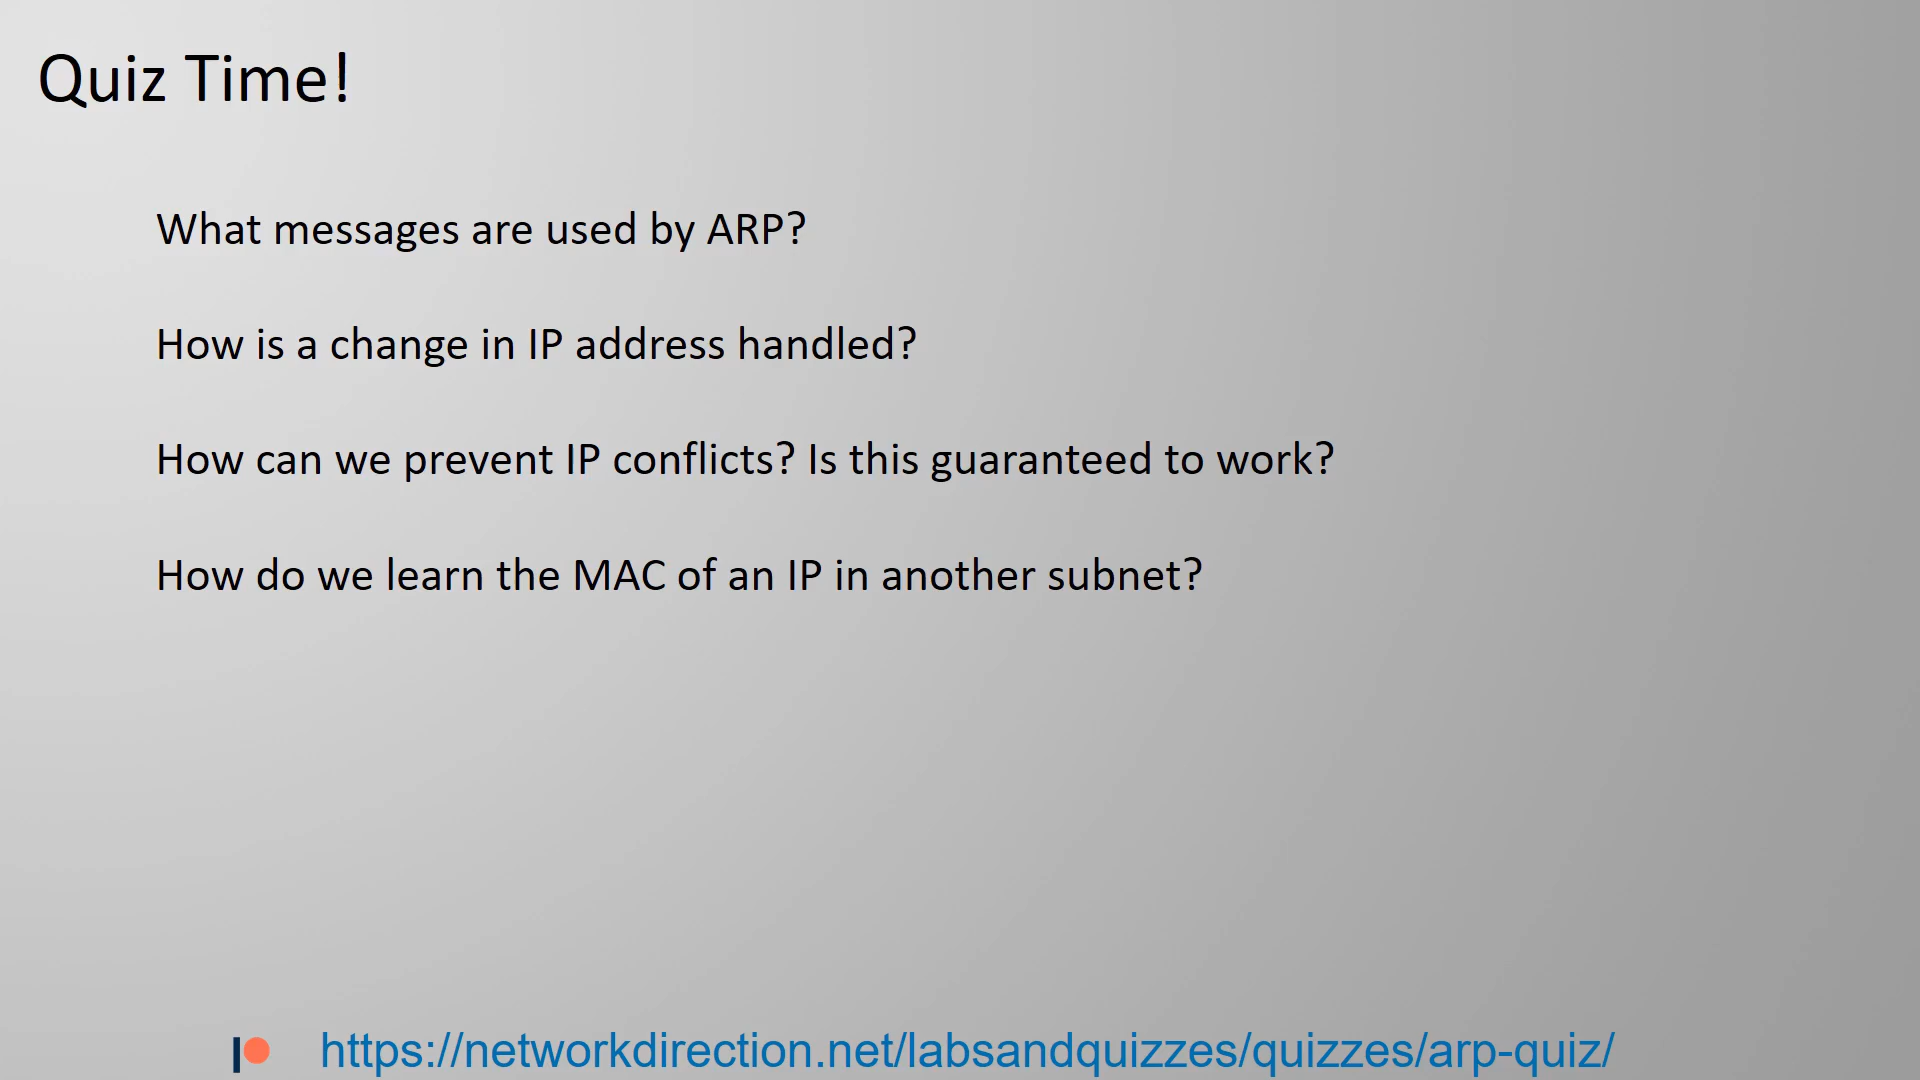 Quiz Time!
What messages are used by ARP?
How is a change in IP address handled?
How can we prevent IP conflicts? Is this guaranteed to work?
How do we learn the MAC of an IP in another subnet?
https://networkdirection.net/labsandquizzes/quizzes/arp-quiz/